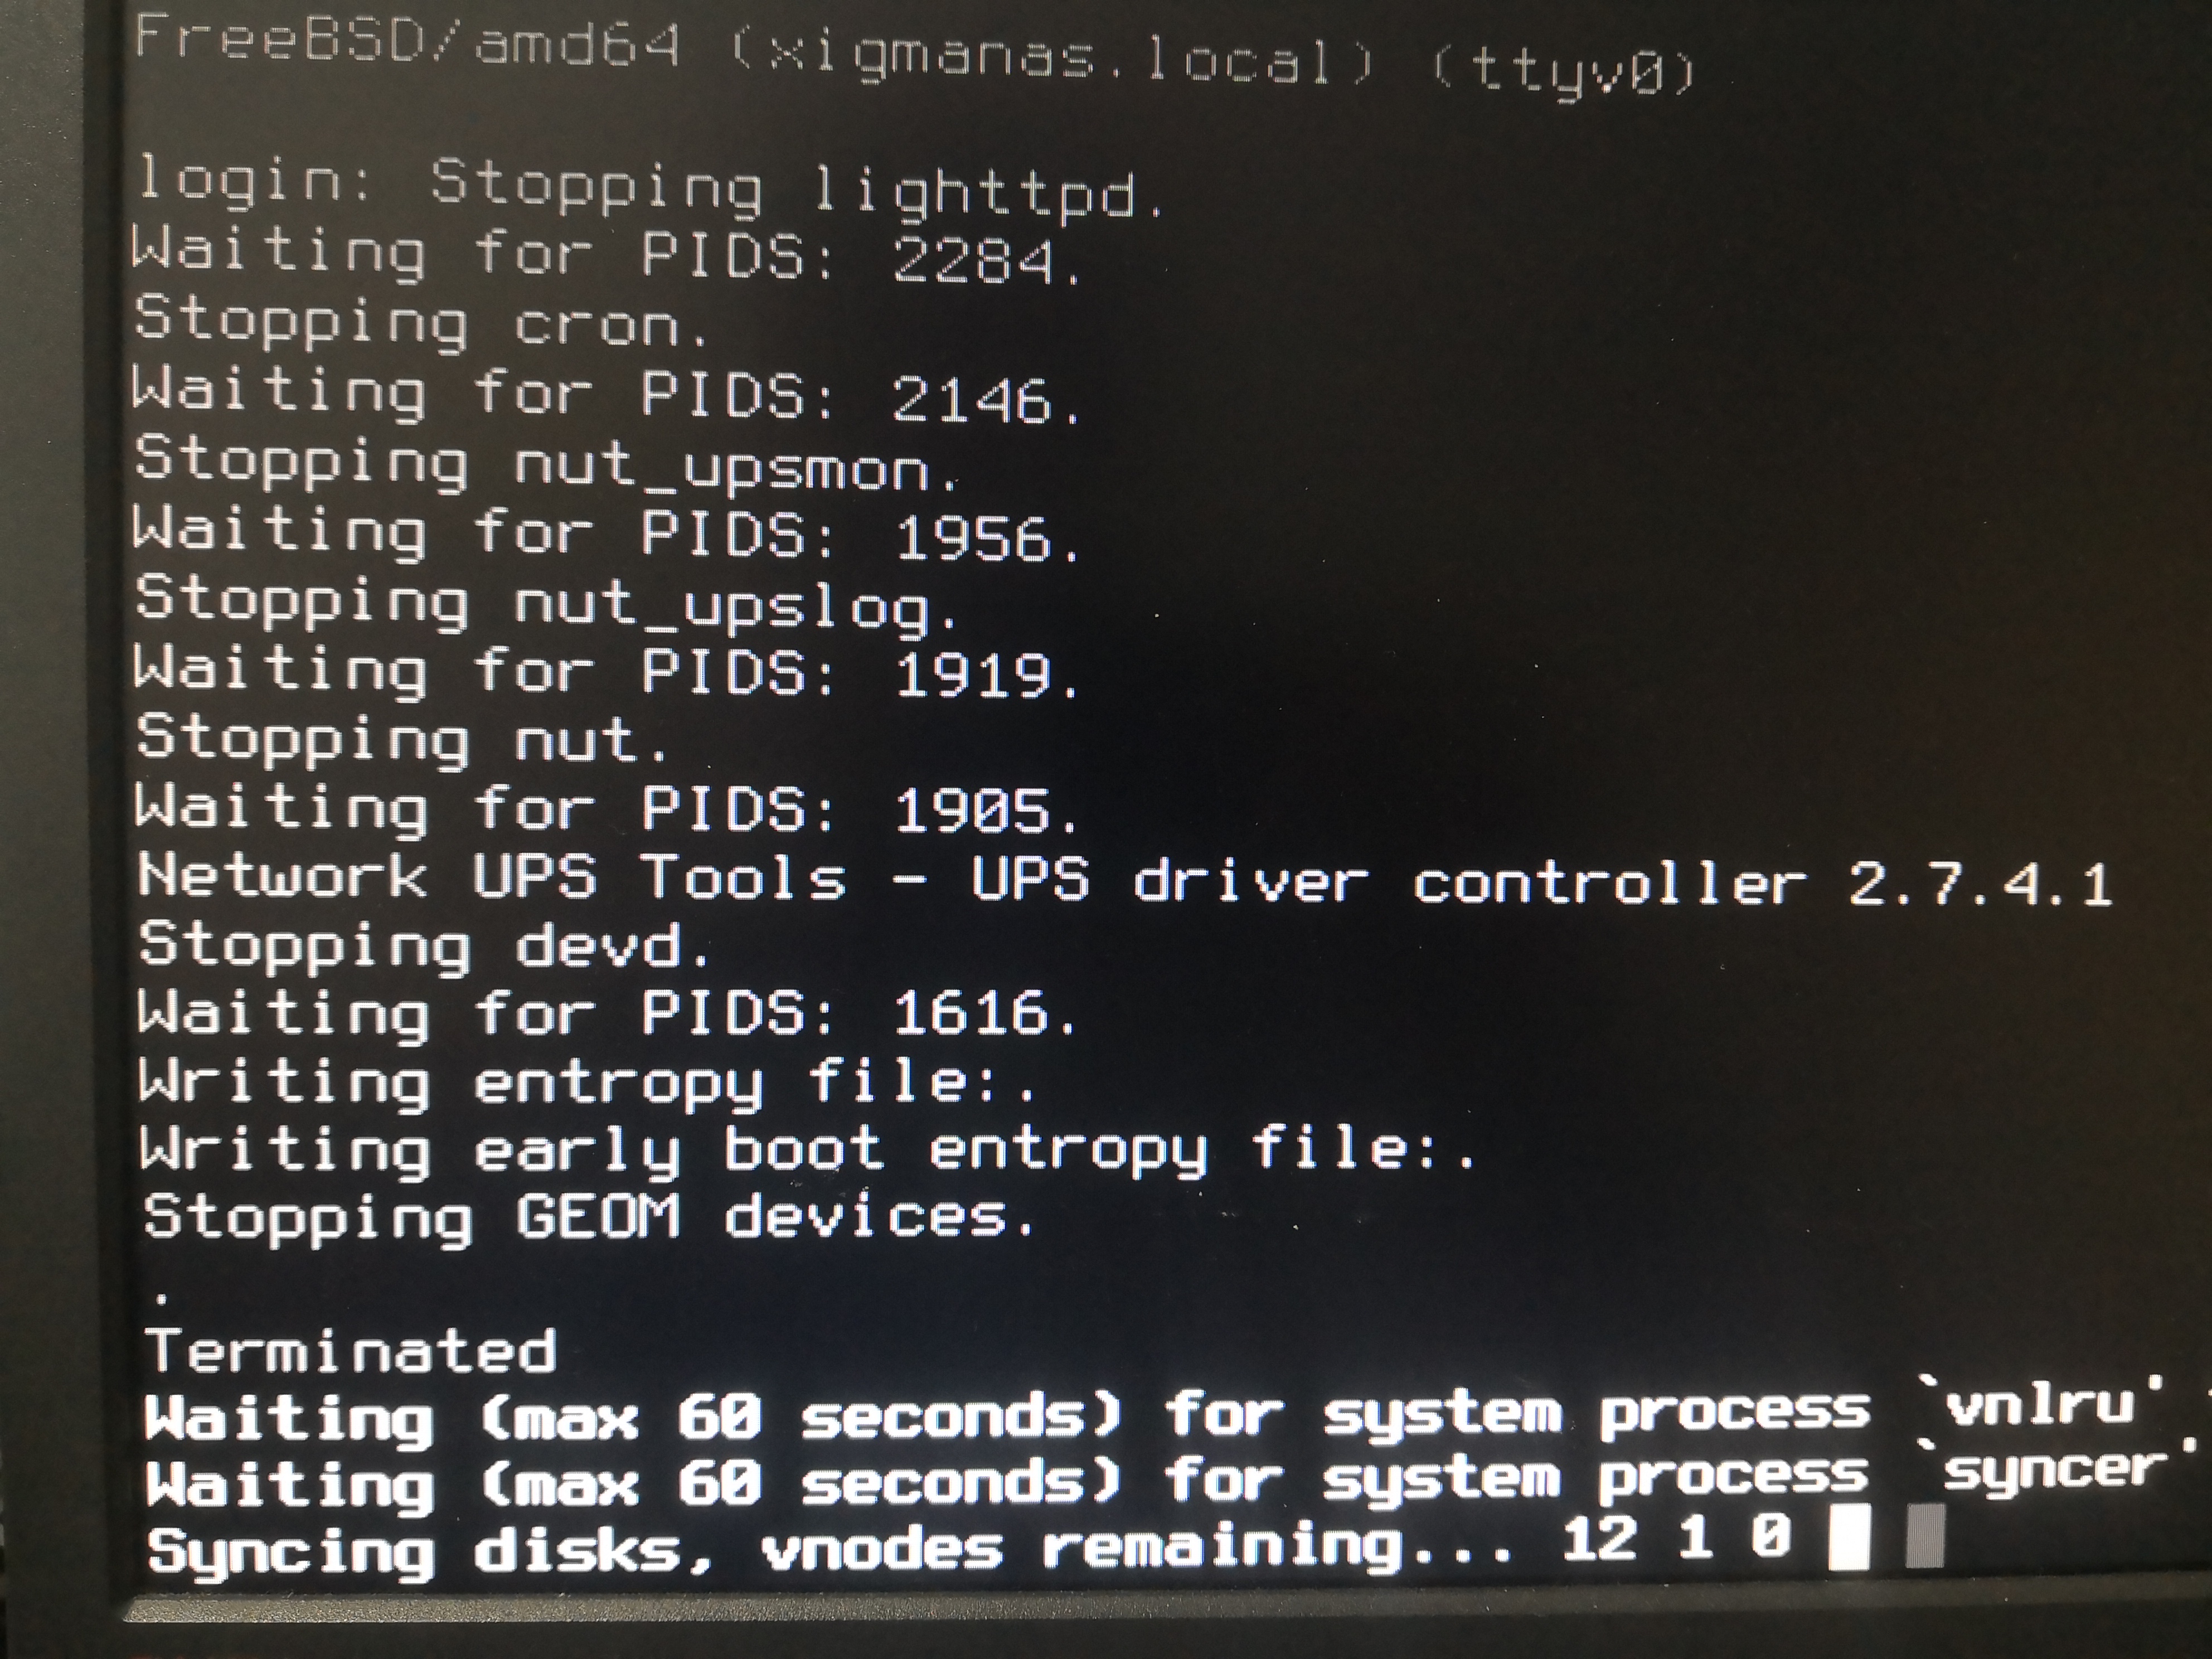 FreeBSD/amd64 (xigmanas.local) (ttyv0)
login: Stopping lighttpd.
Waiting for PIDS: 2284.
Stopping cron.
Waiting for PIDS: 2146.
Stopping nut_upsmon.
Waiting for PIDS: 1956.
Stopping nut_upslog.
Waiting for PIDS: 1919.
Stopping nut.
Waiting for PIDS: 1905.
Network UPS Tools - UPS driver controller 2.7.4.1
Stopping devd.
Waiting for PIDS: 1616.
Writing entropy file:.
Writing early boot entropy file:.
Stopping GEOM devices.
.
Terminated
Waiting (max 60 seconds) for system process `vnlru'
Waiting (max 60 seconds) for system process `syncer'
Syncing disks, vnodes remaining... 12 1 0